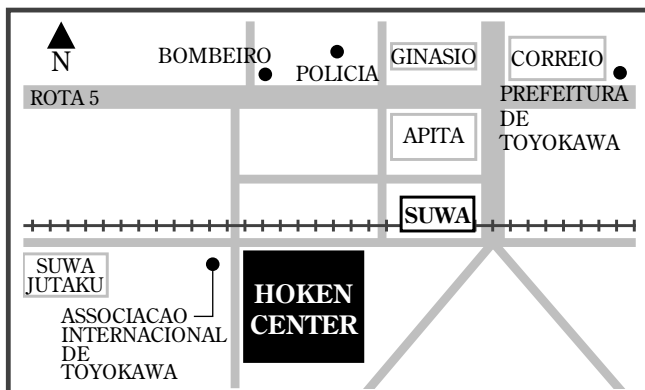 N
BOMBEIRO
POLICIA
GINASIO
CORREIO
ROTA 5
PREFEITURA
DE
TOYOKAWA
APITA
SUWA
SUWA
JUTAKU
ASSOCIACAO
INTERNACIONAL
DE
TOYOKAWA
HOKEN
CENTER